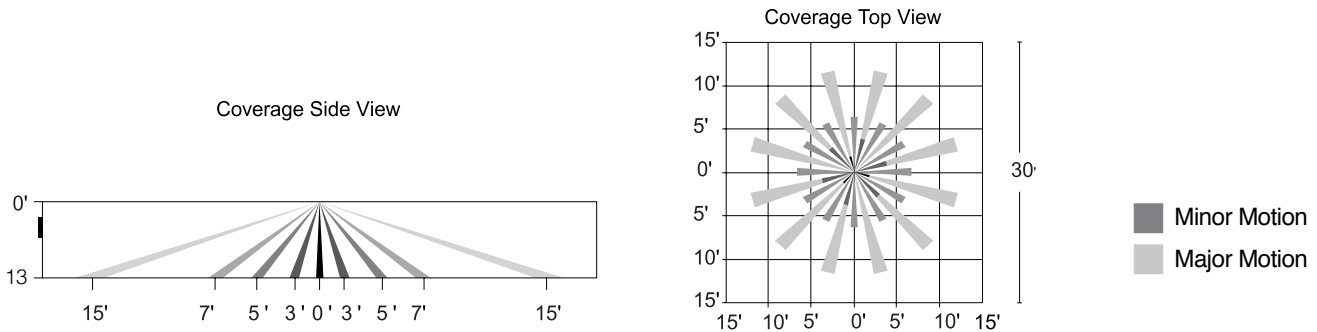 Coverage Side View
0'
13
15' 7' 5' 3' 0' 3' 5' 7' 15'
Coverage Top View
15'
10'
5'
0'
5'
10'
15'
15' 10' 5' 0' 5' 10' 15'
30'
Minor Motion
Major Motion